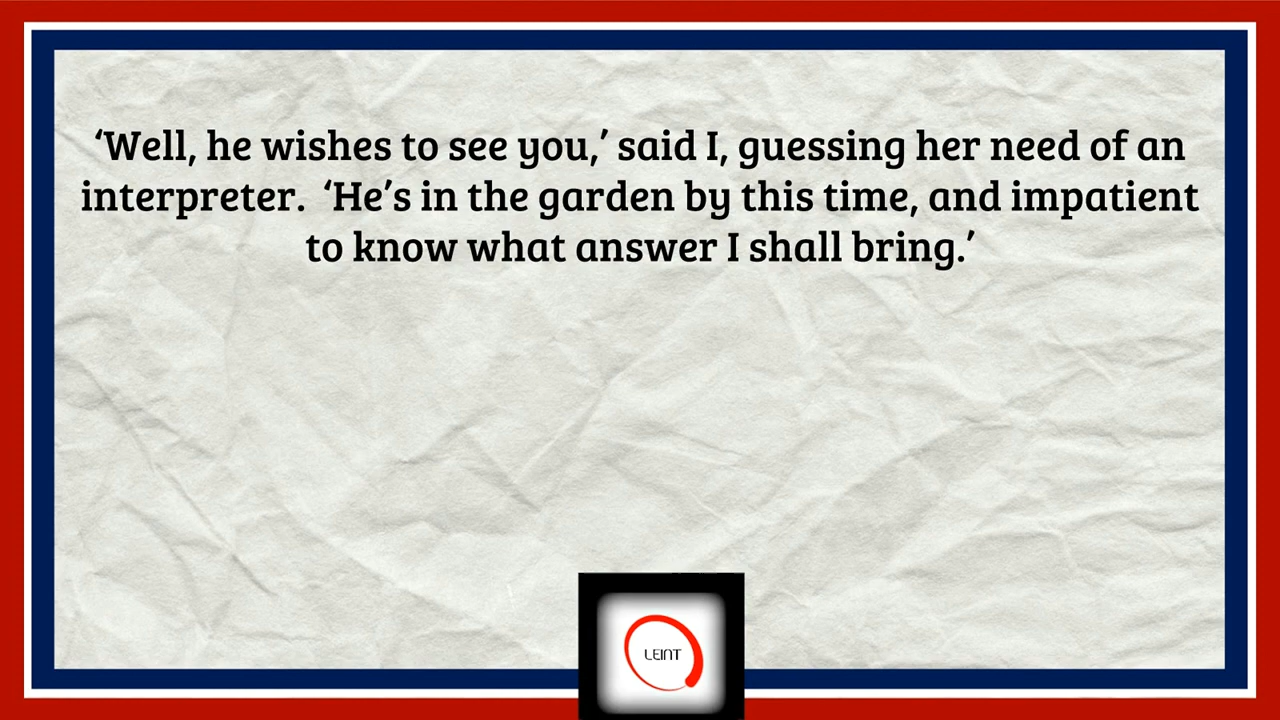 ‘Well, he wishes to see you,’ said I, guessing her need of an
interpreter.  ‘He’s in the garden by this time, and impatient
to know what answer I shall bring.’
LEINT